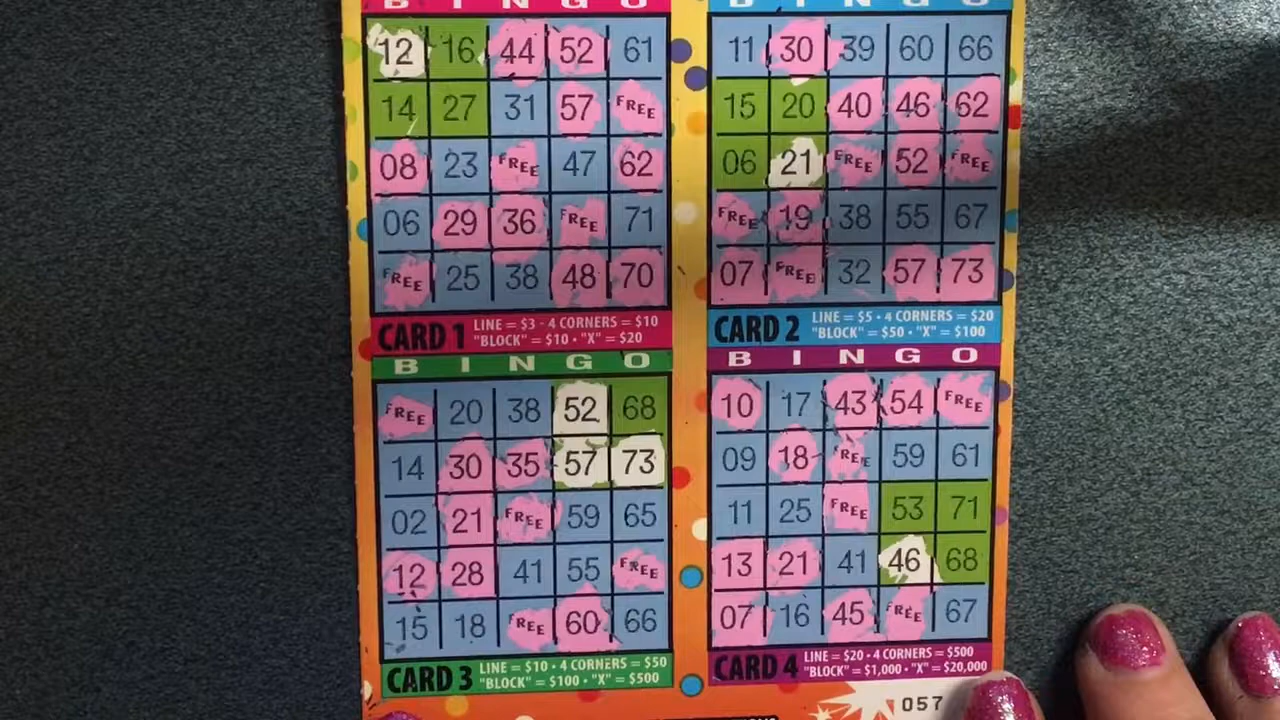 B I N G O
12 16 44 52 61
14 27 31 57 FREE
08 23 FREE 47 62
06 29 36 FREE 71
FREE 25 38 48 70
CARD 1
LINE = $3 · 4 CORNERS = $10
"BLOCK" = $10 · "X" = $20
B I N G O
11 30 39 60 66
15 20 40 46 62
06 21 FREE 52 FREE
FREE 19 38 55 67
07 FREE 32 57 73
CARD 2
LINE = $5 · 4 CORNERS = $20
"BLOCK" = $50 · "X" = $100
B I N G O
FREE 20 38 52 68
14 30 35 57 73
02 21 FREE 59 65
12 28 41 55 FREE
15 18 FREE 60 66
CARD 3
LINE = $10 · 4 CORNERS = $50
"BLOCK" = $100 · "X" = $500
B I N G O
10 17 43 54 FREE
09 18 FREE 59 61
11 25 FREE 53 71
13 21 41 46 68
07 16 45 FREE 67
CARD 4
LINE = $20 · 4 CORNERS = $500
"BLOCK" = $1,000 · "X" = $20,000
057